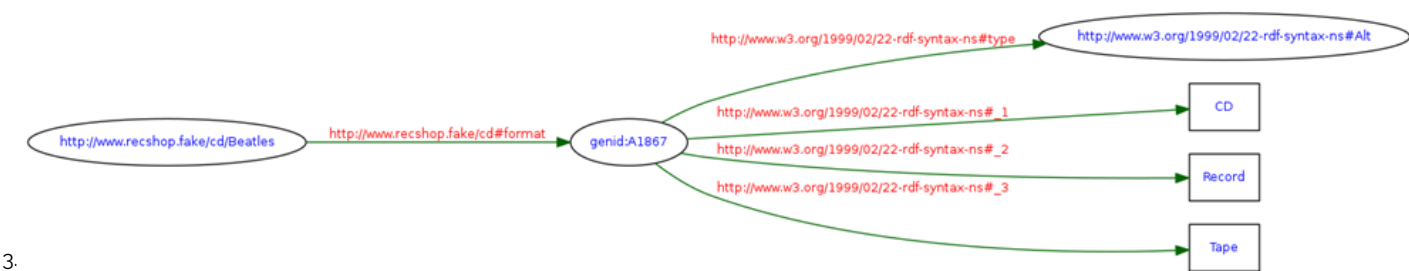 http://www.w3.org/1999/02/22-rdf-syntax-ns#type
http://www.w3.org/1999/02/22-rdf-syntax-ns#Alt
http://www.w3.org/1999/02/22-rdf-syntax-ns#_1
CD
http://www.recshop.fake/cd/Beatles
http://www.recshop.fake/cd#format
genid:A1867
http://www.w3.org/1999/02/22-rdf-syntax-ns#_2
Record
http://www.w3.org/1999/02/22-rdf-syntax-ns#_3
Tape
3.